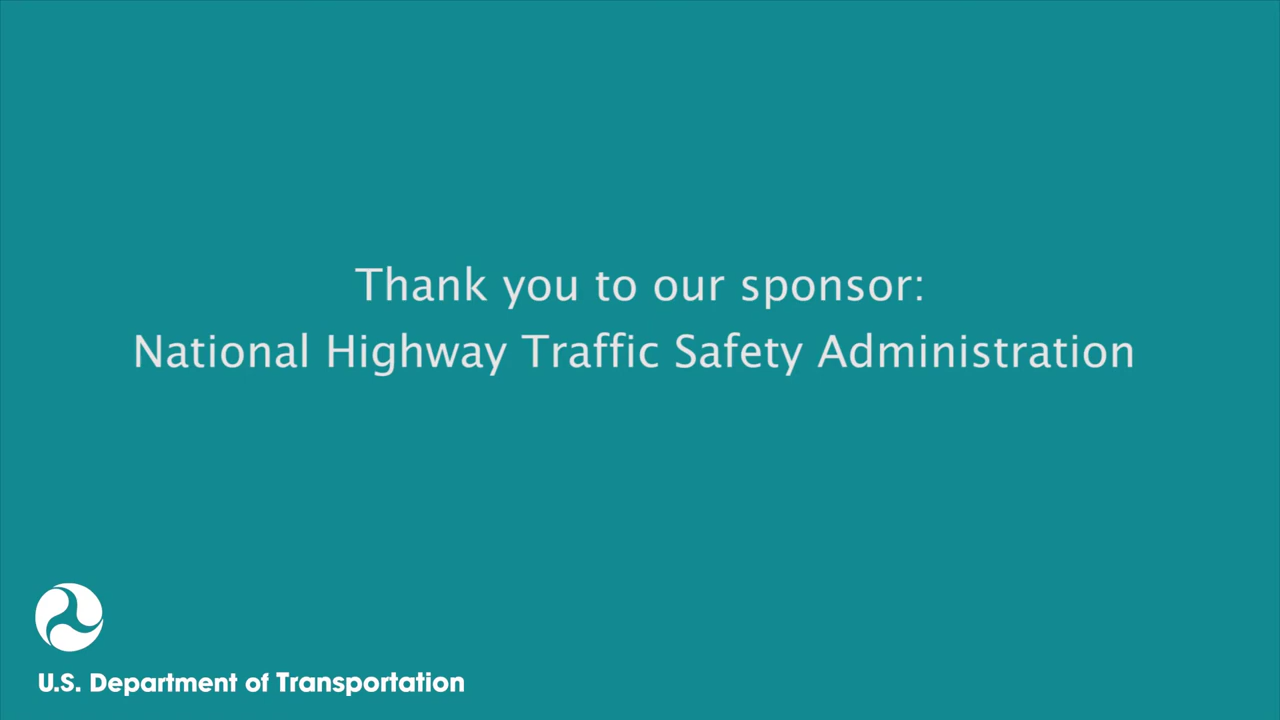 Thank you to our sponsor:
National Highway Traffic Safety Administration
U.S. Department of Transportation